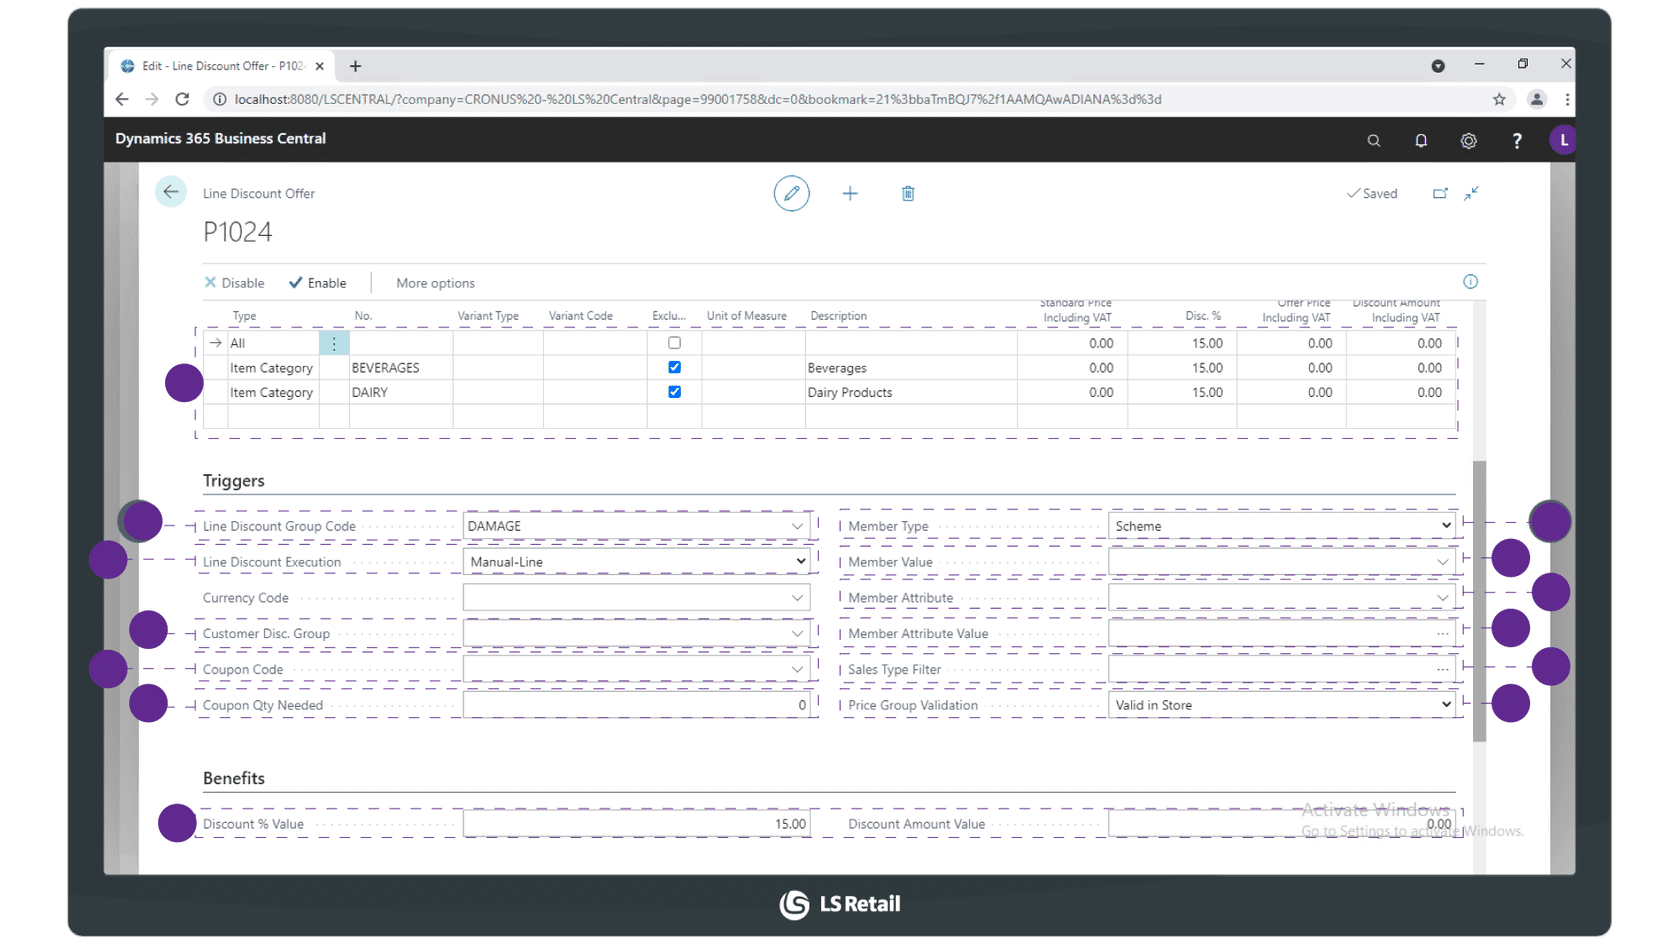 Edit - Line Discount Offer - P102
localhost:8080/LSCENTRAL/?company=CRONUS%20-%20LS%20Central&page=99001758&dc=0&bookmark=21%3bbaTmBQJ7%2f1AAMQAwADIANA%3d%3d
Dynamics 365 Business Central
? L
Line Discount Offer
Saved
P1024
Disable Enable More options
Standard Price Offer Price Discount Amount
Type No. Variant Type Variant Code Exclu... Unit of Measure Description Including VAT Disc. % Including VAT Including VAT
All 0.00 15.00 0.00 0.00
Item Category BEVERAGES Beverages 0.00 15.00 0.00 0.00
Item Category DAIRY Dairy Products 0.00 15.00 0.00 0.00
Triggers
Line Discount Group Code DAMAGE Member Type Scheme
Line Discount Execution Manual-Line Member Value
Currency Code Member Attribute
Customer Disc. Group Member Attribute Value
Coupon Code Sales Type Filter
Coupon Qty Needed 0 Price Group Validation Valid in Store
Benefits
Activate Windows
Discount % Value 15.00 Discount Amount Value 0.00
Go to Settings to activate Windows.
LS Retail